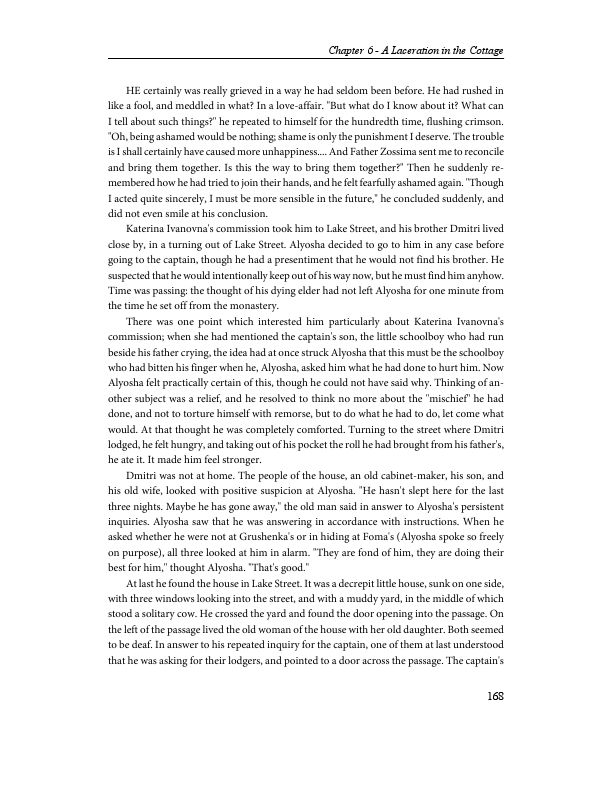 Chapter 6 - A Laceration in the Cottage
HE certainly was really grieved in a way he had seldom been before. He had rushed in
like a fool, and meddled in what? In a love-affair. "But what do I know about it? What can
I tell about such things?" he repeated to himself for the hundredth time, flushing crimson.
"Oh, being ashamed would be nothing; shame is only the punishment I deserve. The trouble
is I shall certainly have caused more unhappiness.... And Father Zossima sent me to reconcile
and bring them together. Is this the way to bring them together?" Then he suddenly re-
membered how he had tried to join their hands, and he felt fearfully ashamed again. "Though
I acted quite sincerely, I must be more sensible in the future," he concluded suddenly, and
did not even smile at his conclusion.
Katerina Ivanovna's commission took him to Lake Street, and his brother Dmitri lived
close by, in a turning out of Lake Street. Alyosha decided to go to him in any case before
going to the captain, though he had a presentiment that he would not find his brother. He
suspected that he would intentionally keep out of his way now, but he must find him anyhow.
Time was passing: the thought of his dying elder had not left Alyosha for one minute from
the time he set off from the monastery.
There was one point which interested him particularly about Katerina Ivanovna's
commission; when she had mentioned the captain's son, the little schoolboy who had run
beside his father crying, the idea had at once struck Alyosha that this must be the schoolboy
who had bitten his finger when he, Alyosha, asked him what he had done to hurt him. Now
Alyosha felt practically certain of this, though he could not have said why. Thinking of an-
other subject was a relief, and he resolved to think no more about the "mischief" he had
done, and not to torture himself with remorse, but to do what he had to do, let come what
would. At that thought he was completely comforted. Turning to the street where Dmitri
lodged, he felt hungry, and taking out of his pocket the roll he had brought from his father's,
he ate it. It made him feel stronger.
Dmitri was not at home. The people of the house, an old cabinet-maker, his son, and
his old wife, looked with positive suspicion at Alyosha. "He hasn't slept here for the last
three nights. Maybe he has gone away," the old man said in answer to Alyosha's persistent
inquiries. Alyosha saw that he was answering in accordance with instructions. When he
asked whether he were not at Grushenka's or in hiding at Foma's (Alyosha spoke so freely
on purpose), all three looked at him in alarm. "They are fond of him, they are doing their
best for him," thought Alyosha. "That's good."
At last he found the house in Lake Street. It was a decrepit little house, sunk on one side,
with three windows looking into the street, and with a muddy yard, in the middle of which
stood a solitary cow. He crossed the yard and found the door opening into the passage. On
the left of the passage lived the old woman of the house with her old daughter. Both seemed
to be deaf. In answer to his repeated inquiry for the captain, one of them at last understood
that he was asking for their lodgers, and pointed to a door across the passage. The captain's
168